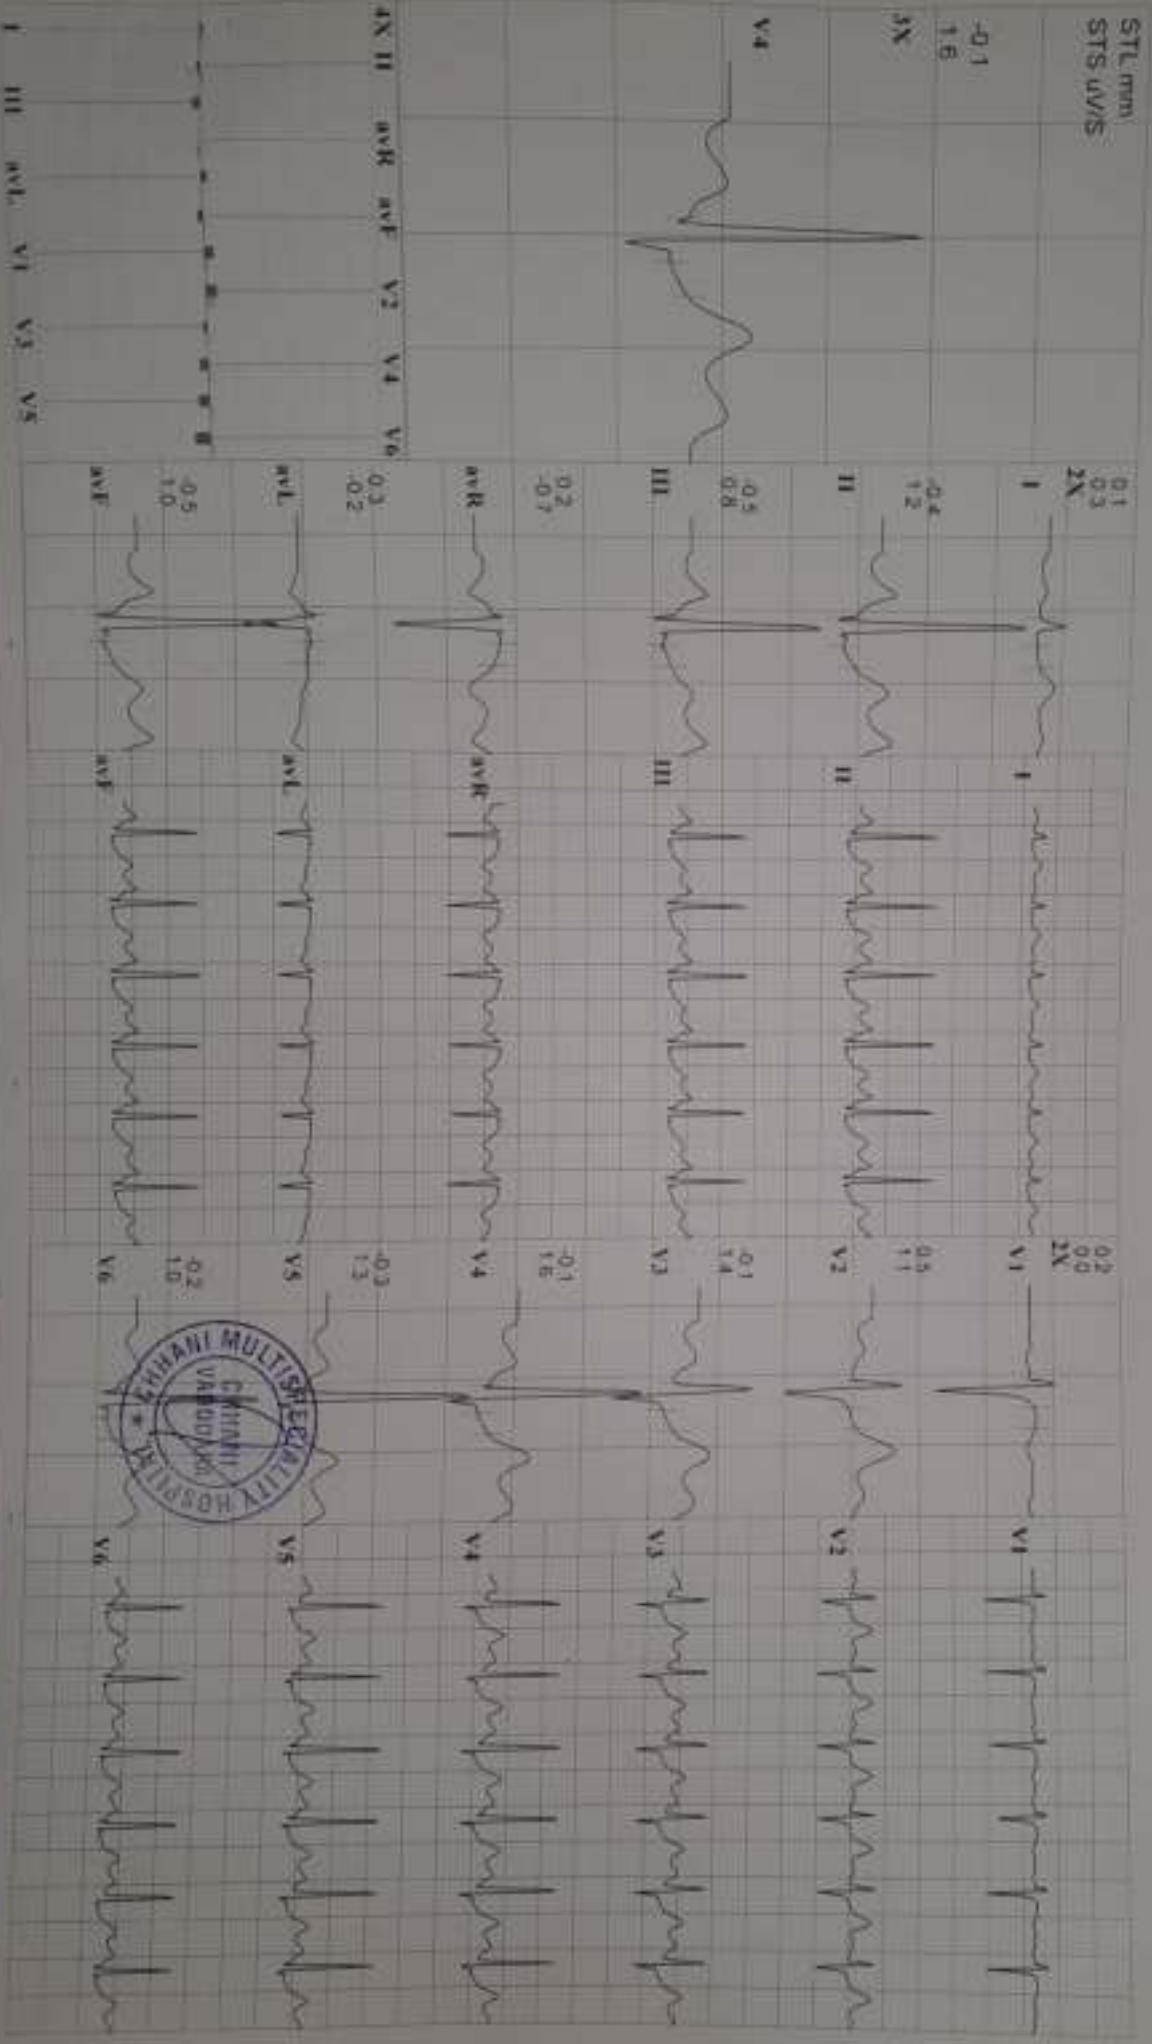 STL mm
STS uV/S
-0.1
1.6
V4
4X II avR avF V2 V4 V6
I III avL V1 V3 V5
0.1
0.3
2X
I
-0.4
1.2
II
-0.5
0.8
III
0.2
-0.7
avR
-0.3
-0.2
avL
-0.5
1.0
avF
I
II
III
avR
avL
avF
0.2
0.0
2X
V1
0.5
1.1
V2
-0.1
1.4
V3
-0.1
1.6
V4
-0.3
1.3
V5
-0.2
1.0
V6
V1
V2
V3
V4
V5
V6
CHHANI MULTISPECIALITY HOSPITAL
CHHANI